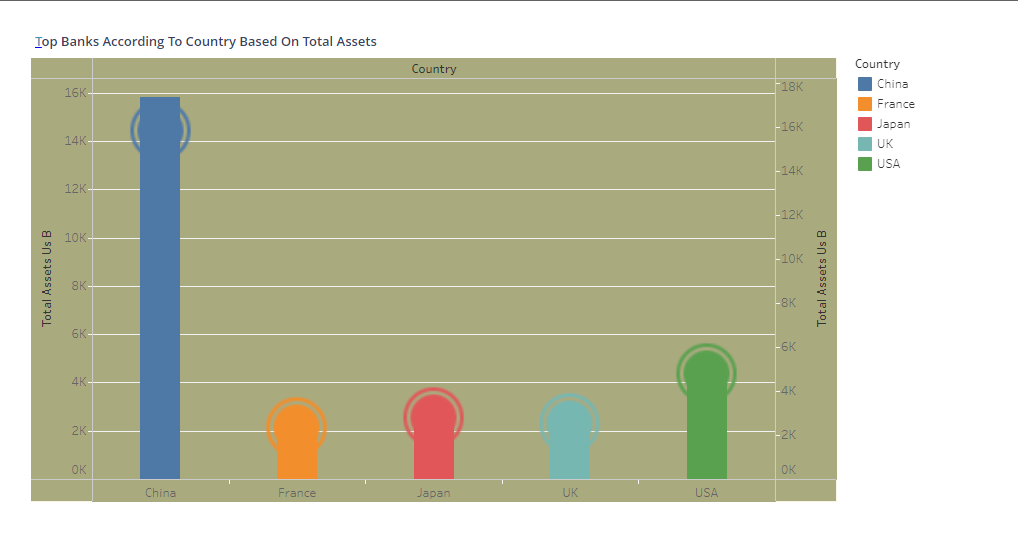 Top Banks According To Country Based On Total Assets
Country
Country
China
France
Japan
UK
USA
Total Assets Us B
16K
14K
12K
10K
8K
6K
4K
2K
0K
18K
16K
14K
12K
10K
8K
6K
4K
2K
0K
Total Assets Us B
China
France
Japan
UK
USA